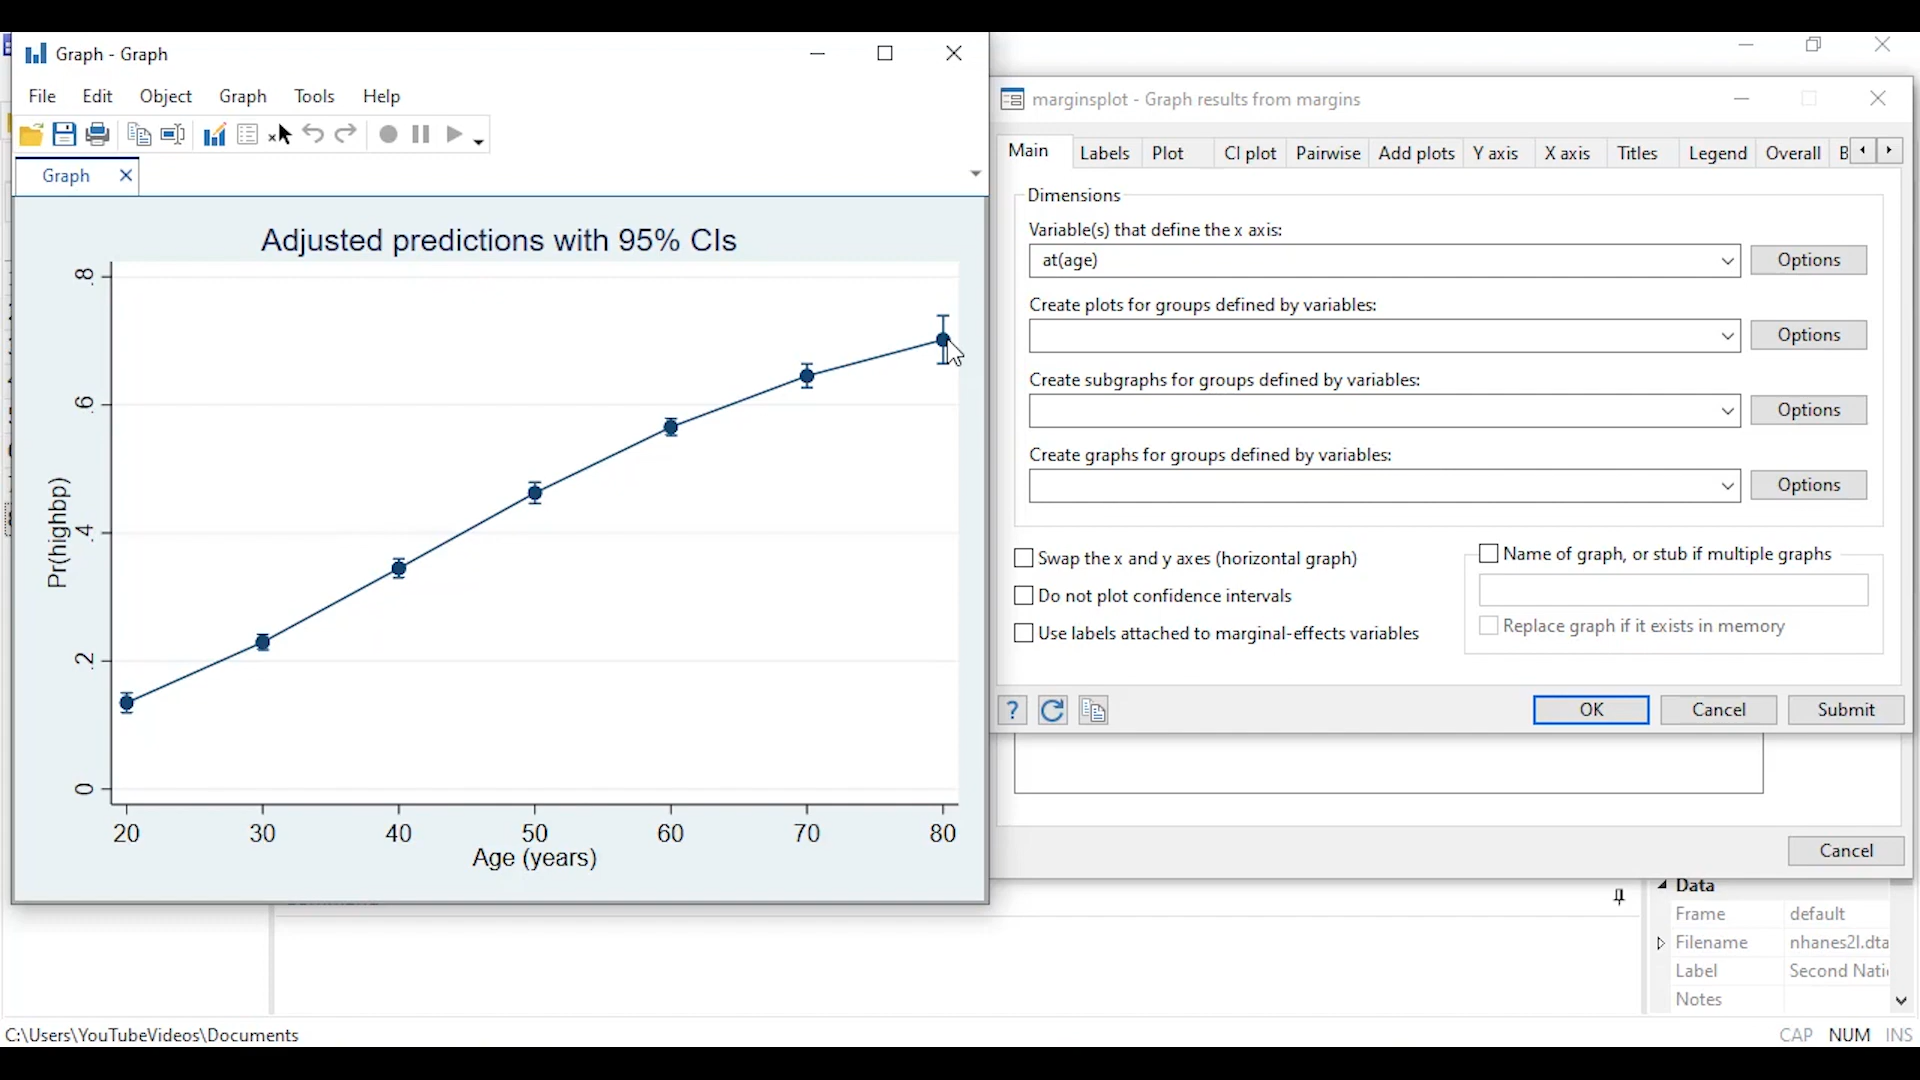 Graph - Graph
File Edit Object Graph Tools Help
Graph
Adjusted predictions with 95% CIs
.8
.6
.4
.2
0
Pr(highbp)
20 30 40 50 60 70 80
Age (years)
marginsplot - Graph results from margins
Main Labels Plot CI plot Pairwise Add plots Y axis X axis Titles Legend Overall B
Dimensions
Variable(s) that define the x axis:
at(age) Options
Create plots for groups defined by variables:
Options
Create subgraphs for groups defined by variables:
Options
Create graphs for groups defined by variables:
Options
Swap the x and y axes (horizontal graph)
Do not plot confidence intervals
Use labels attached to marginal-effects variables
Name of graph, or stub if multiple graphs
Replace graph if it exists in memory
? OK Cancel Submit
Cancel
Data
Frame default
Filename nhanes2l.dta
Label Second Nati
Notes
C:\Users\YouTubeVideos\Documents
CAP NUM INS